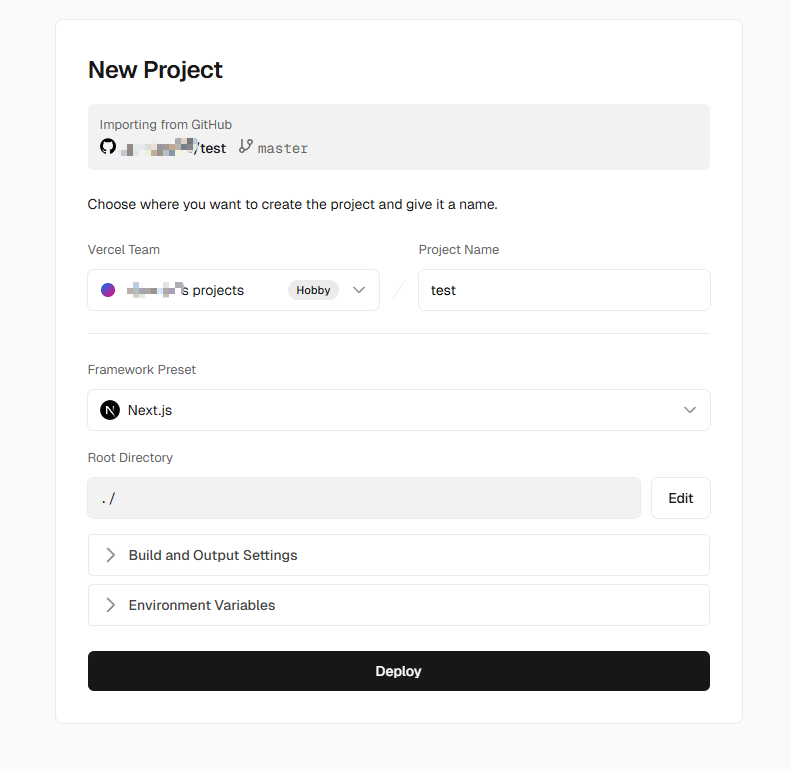 New Project
Importing from GitHub
/test master
Choose where you want to create the project and give it a name.
Vercel Team
s projects Hobby
Project Name
test
Framework Preset
Next.js
Root Directory
./
Edit
Build and Output Settings
Environment Variables
Deploy